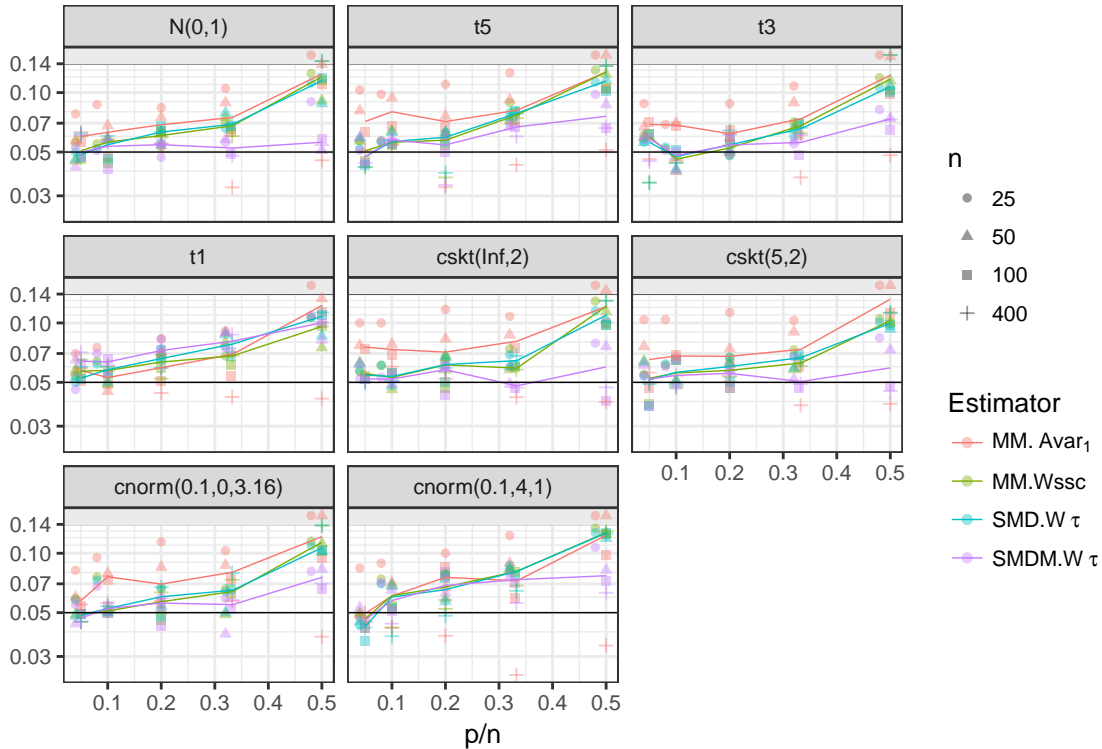 N(0,1) t5 t3
0.14
0.10
0.07
0.05
0.03
t1 cskt(Inf,2) cskt(5,2)
0.14
0.10
0.07
0.05
0.03
0.1 0.2 0.3 0.4 0.5
cnorm(0.1,0,3.16) cnorm(0.1,4,1)
0.14
0.10
0.07
0.05
0.03
0.1 0.2 0.3 0.4 0.5 0.1 0.2 0.3 0.4 0.5
p/n
n
25
50
100
400
Estimator
MM. Avar₁
MM.Wssc
SMD.W τ
SMDM.W τ